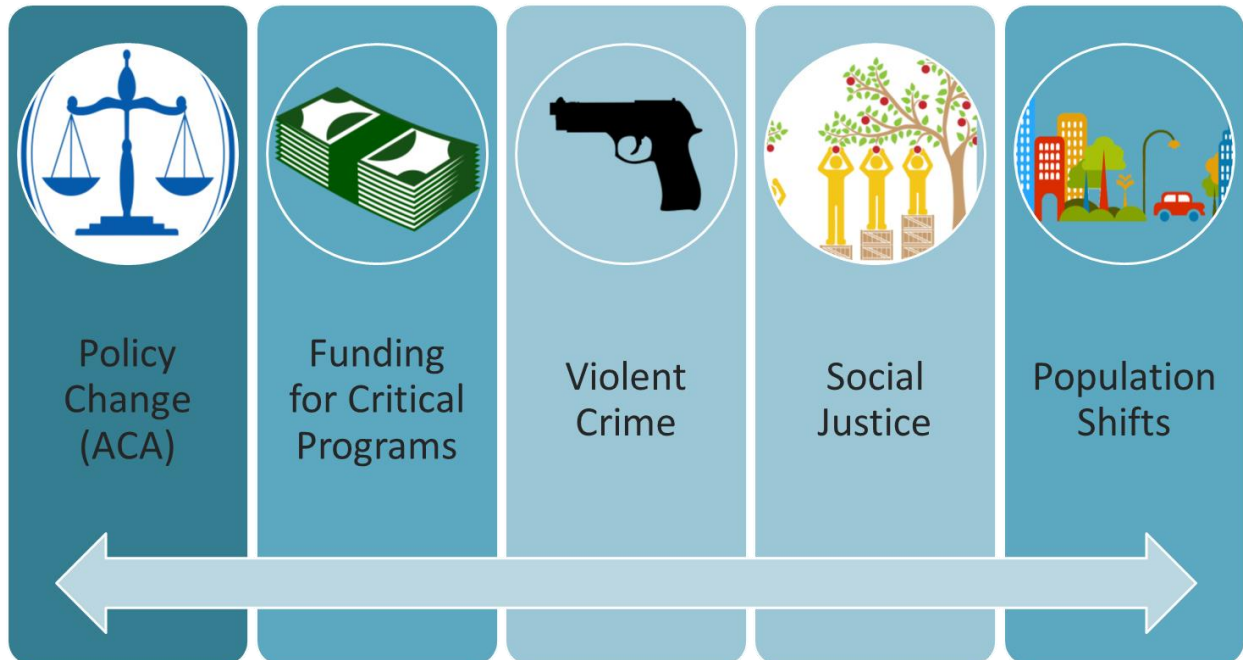 Policy
Change
(ACA)
Funding
for Critical
Programs
Violent
Crime
Social
Justice
Population
Shifts